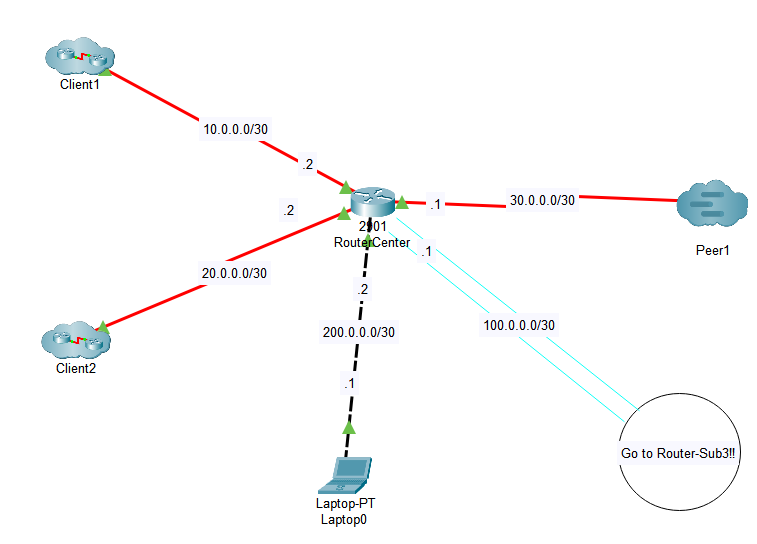 Client1
10.0.0.0/30
.2
.2
2901
RouterCenter
.1
30.0.0.0/30
Peer1
.1
20.0.0.0/30
.2
100.0.0.0/30
200.0.0.0/30
Client2
.1
Go to Router-Sub3!!
Laptop-PT
Laptop0